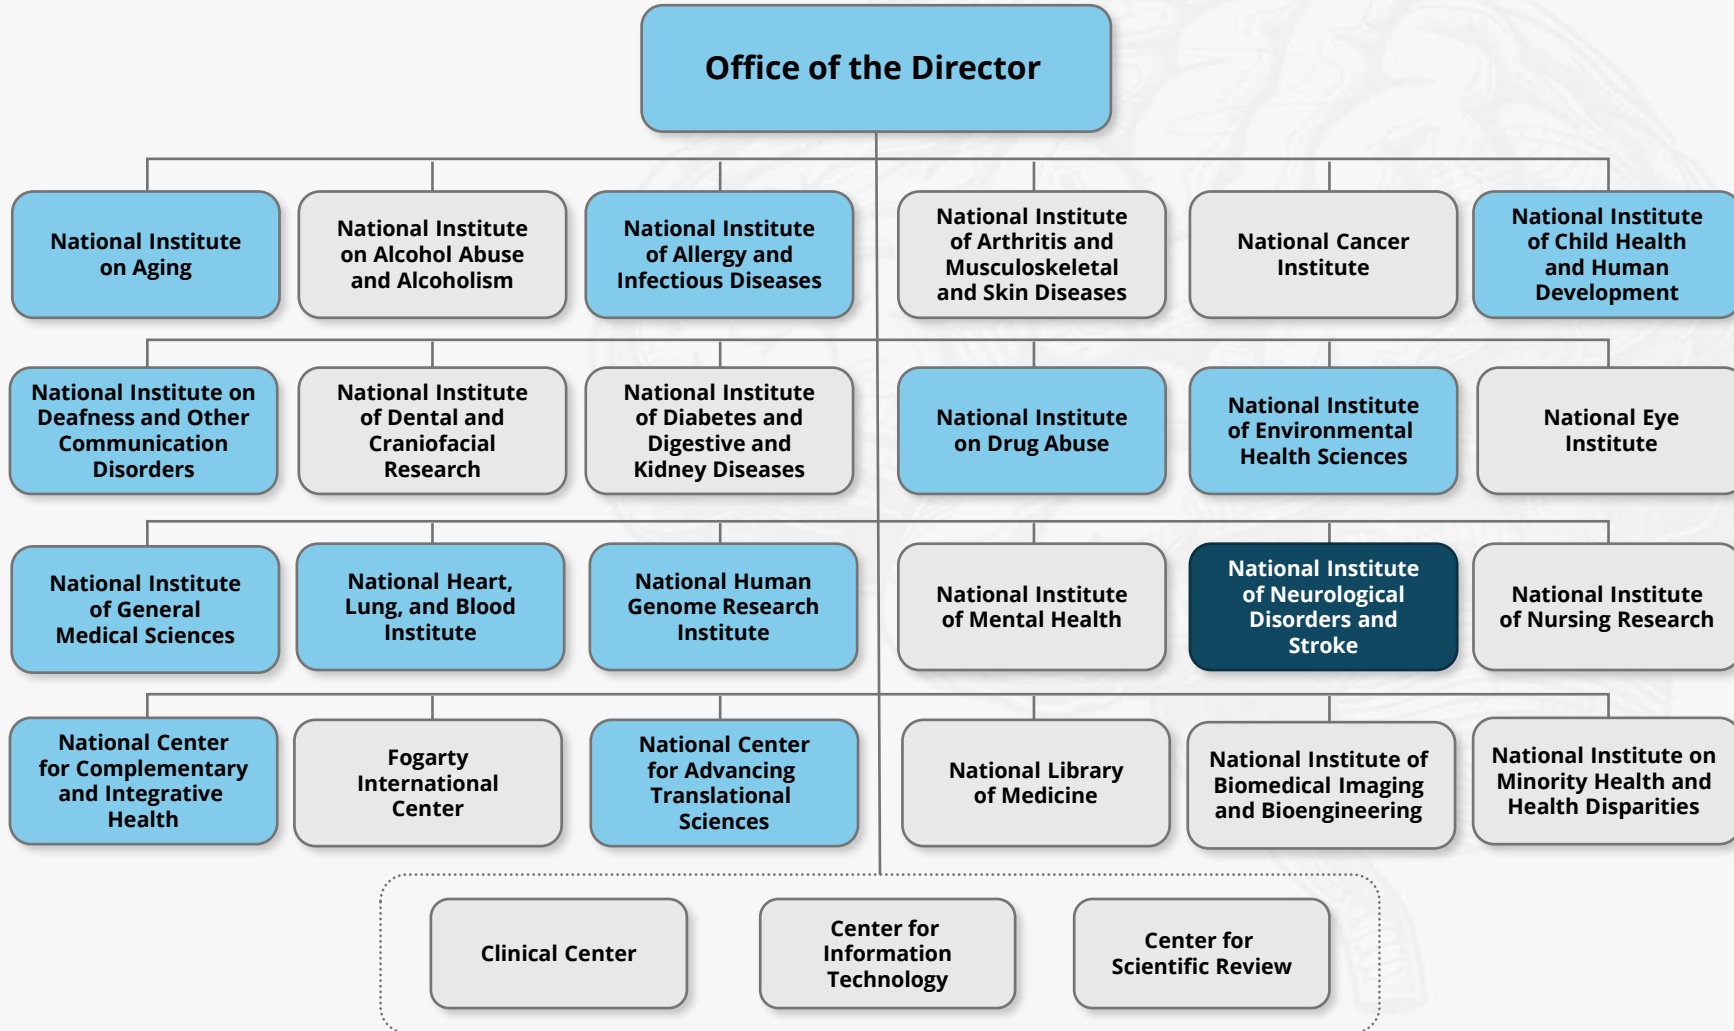 Office of the Director
National Institute
on Aging
National Institute
on Alcohol Abuse
and Alcoholism
National Institute
of Allergy and
Infectious Diseases
National Institute
of Arthritis and
Musculoskeletal
and Skin Diseases
National Cancer
Institute
National Institute
of Child Health
and Human
Development
National Institute on
Deafness and Other
Communication
Disorders
National Institute
of Dental and
Craniofacial
Research
National Institute
of Diabetes and
Digestive and
Kidney Diseases
National Institute
on Drug Abuse
National Institute
of Environmental
Health Sciences
National Eye
Institute
National Institute
of General
Medical Sciences
National Heart,
Lung, and Blood
Institute
National Human
Genome Research
Institute
National Institute
of Mental Health
National Institute
of Neurological
Disorders and
Stroke
National Institute
of Nursing Research
National Center
for Complementary
and Integrative
Health
Fogarty
International
Center
National Center
for Advancing
Translational
Sciences
National Library
of Medicine
National Institute of
Biomedical Imaging
and Bioengineering
National Institute on
Minority Health and
Health Disparities
Clinical Center
Center for
Information
Technology
Center for
Scientific Review